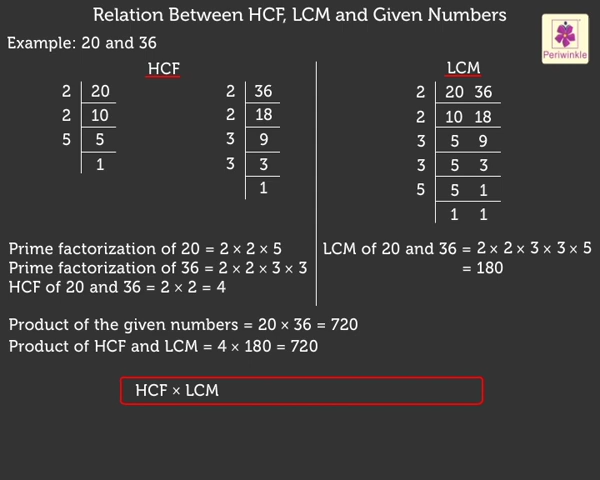 Relation Between HCF, LCM and Given Numbers
Periwinkle
Example: 20 and 36
HCF
2 20
2 10
5 5
1
2 36
2 18
3 9
3 3
1
LCM
2 20 36
2 10 18
3 5 9
3 5 3
5 5 1
1 1
Prime factorization of 20 = 2 × 2 × 5
Prime factorization of 36 = 2 × 2 × 3 × 3
HCF of 20 and 36 = 2 × 2 = 4
LCM of 20 and 36 = 2 × 2 × 3 × 3 × 5
= 180
Product of the given numbers = 20 × 36 = 720
Product of HCF and LCM = 4 × 180 = 720
HCF × LCM